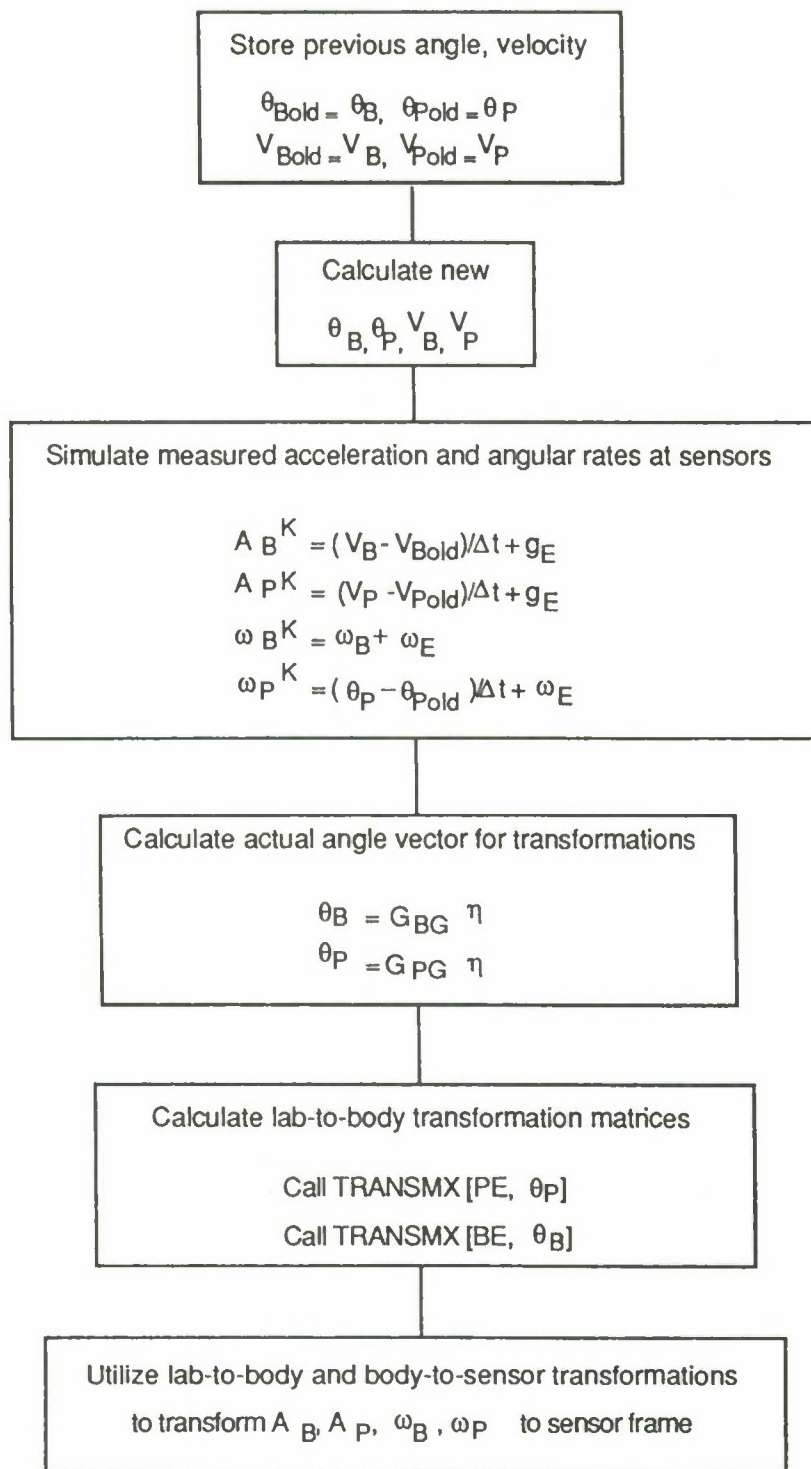 Store previous angle, velocity
θBold = θB, θPold = θP
VBold = VB, VPold = VP
Calculate new
θB, θP, VB, VP
Simulate measured acceleration and angular rates at sensors
A B^K = (VB - VBold)/Δt + gE
A P^K = (VP - VPold)/Δt + gE
ω B^K = ωB + ωE
ωP^K = (θP - θPold)/Δt + ωE
Calculate actual angle vector for transformations
θB = GBG η
θP = GPG η
Calculate lab-to-body transformation matrices
Call TRANSMX [PE, θP]
Call TRANSMX [BE, θB]
Utilize lab-to-body and body-to-sensor transformations
to transform A B, A P, ωB, ωP to sensor frame